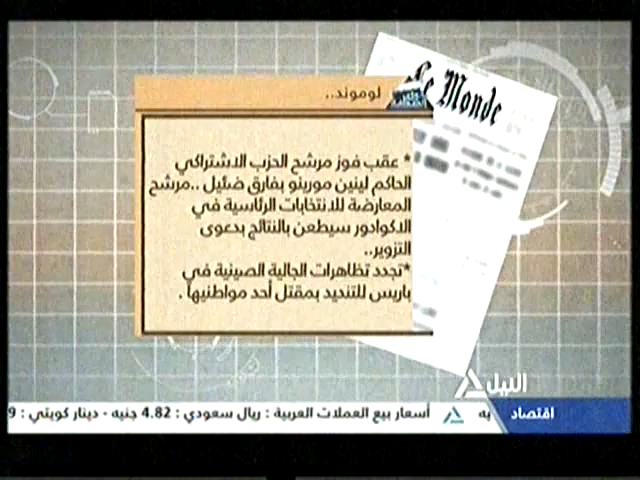 Le Monde
لوموند..
* عقب فوز مرشح الحزب الاشتراكي
الحاكم لينين مورينو بفارق ضئيل ..مرشح
المعارضة للانتخابات الرئاسية في
الاكوادور سيطعن بالنتائج بدعوى
التزوير..
*تجدد تظاهرات الجالية الصينية في
باريس للتنديد بمقتل أحد مواطنيها .
النيل
اقتصاد
يه
أسعار بيع العملات العربية : ريال سعودي : 4.82 جنيه - دينار كويتي : 9